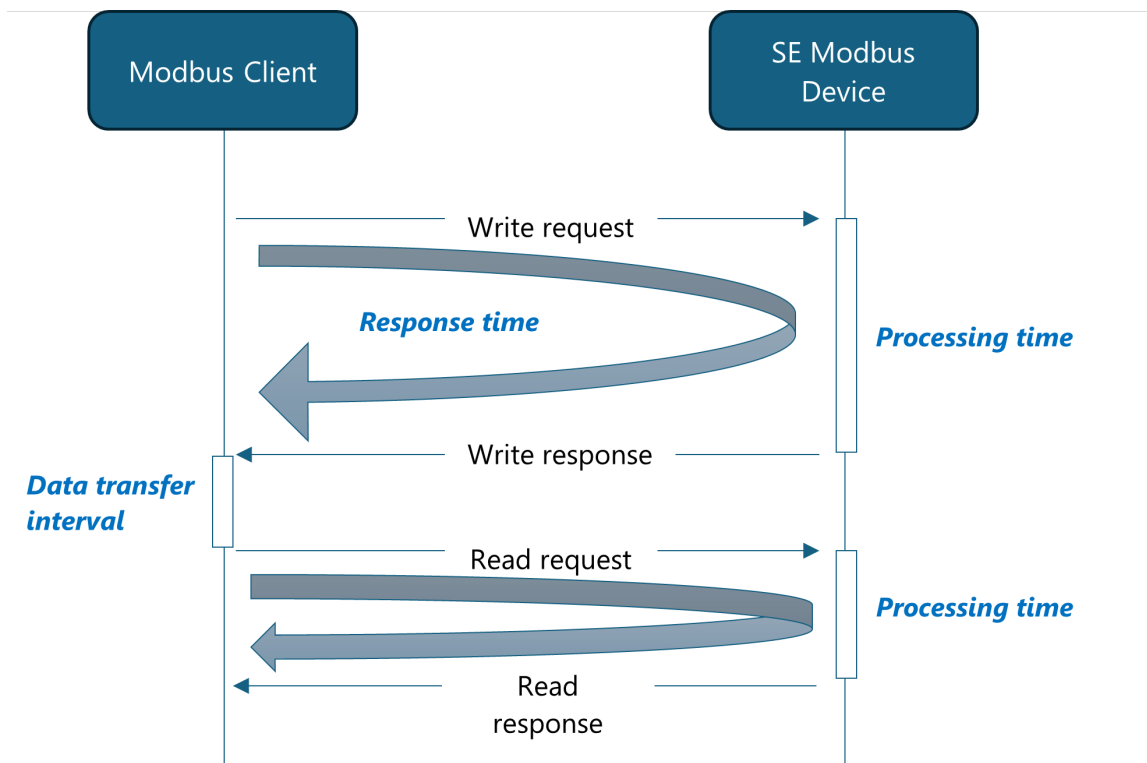 Modbus Client
SE Modbus
Device
Write request
Response time
Processing time
Write response
Data transfer
interval
Read request
Processing time
Read
response